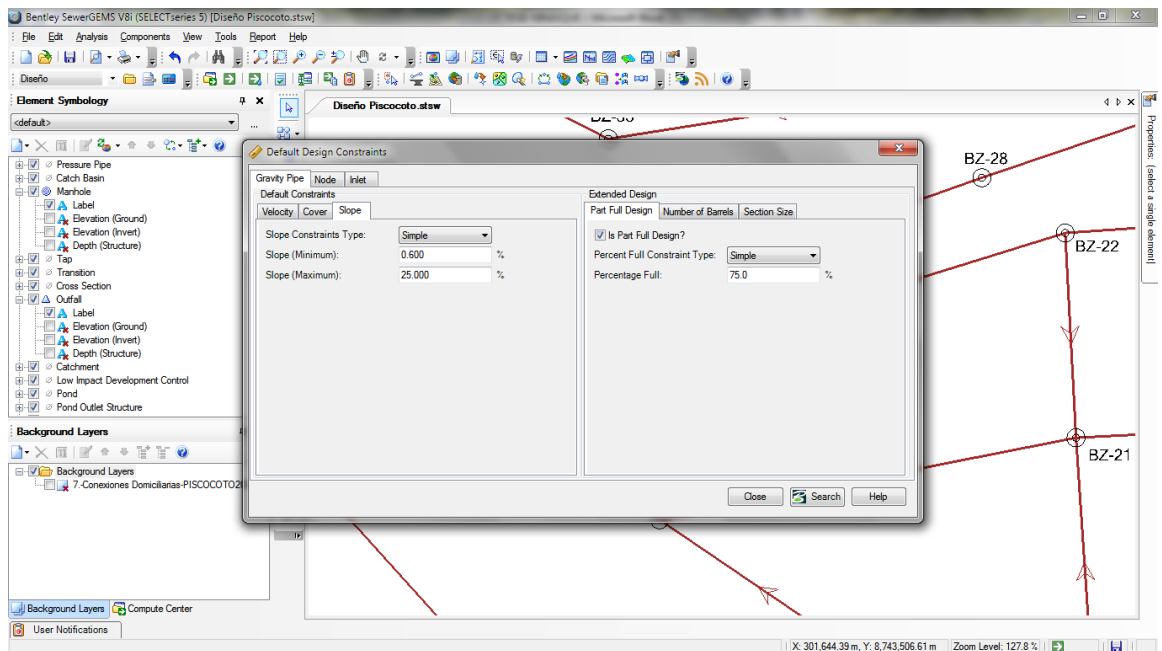 Bentley SewerGEMS V8i (SELECTseries 5) [Diseño Piscocoto.stsw]
File Edit Analysis Components View Tools Report Help
Diseño
Element Symbology
<default>
...
Pressure Pipe
Catch Basin
Manhole
Label
Elevation (Ground)
Elevation (Invert)
Depth (Structure)
Tap
Transition
Cross Section
Outfall
Label
Elevation (Ground)
Elevation (Invert)
Depth (Structure)
Catchment
Low Impact Development Control
Pond
Pond Outlet Structure
Background Layers
Background Layers
7.-Conexiones Domiciliarias-PISCOCOTO2
Background Layers Compute Center
User Notifications
Diseño Piscocoto.stsw
Default Design Constraints
Gravity Pipe Node Inlet
Default Constraints
Velocity Cover Slope
Slope Constraints Type: Simple
Slope (Minimum): 0.600 %
Slope (Maximum): 25.000 %
Extended Design
Part Full Design Number of Barrels Section Size
Is Part Full Design?
Percent Full Constraint Type: Simple
Percentage Full: 75.0 %
Close Search Help
BZ-28
BZ-22
BZ-21
Properties: (select a single element)
X: 301,644.39 m, Y: 8,743,506.61 m Zoom Level: 127.8 %